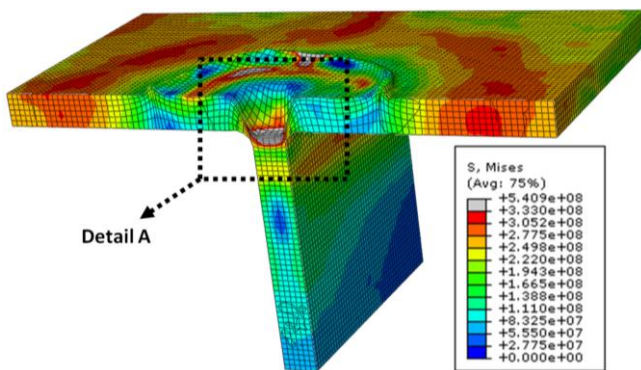 Detail A
S, Mises
(Avg: 75%)
+5.409e+08
+3.330e+08
+3.052e+08
+2.775e+08
+2.498e+08
+2.220e+08
+1.943e+08
+1.665e+08
+1.388e+08
+1.110e+08
+8.325e+07
+5.550e+07
+2.775e+07
+0.000e+00